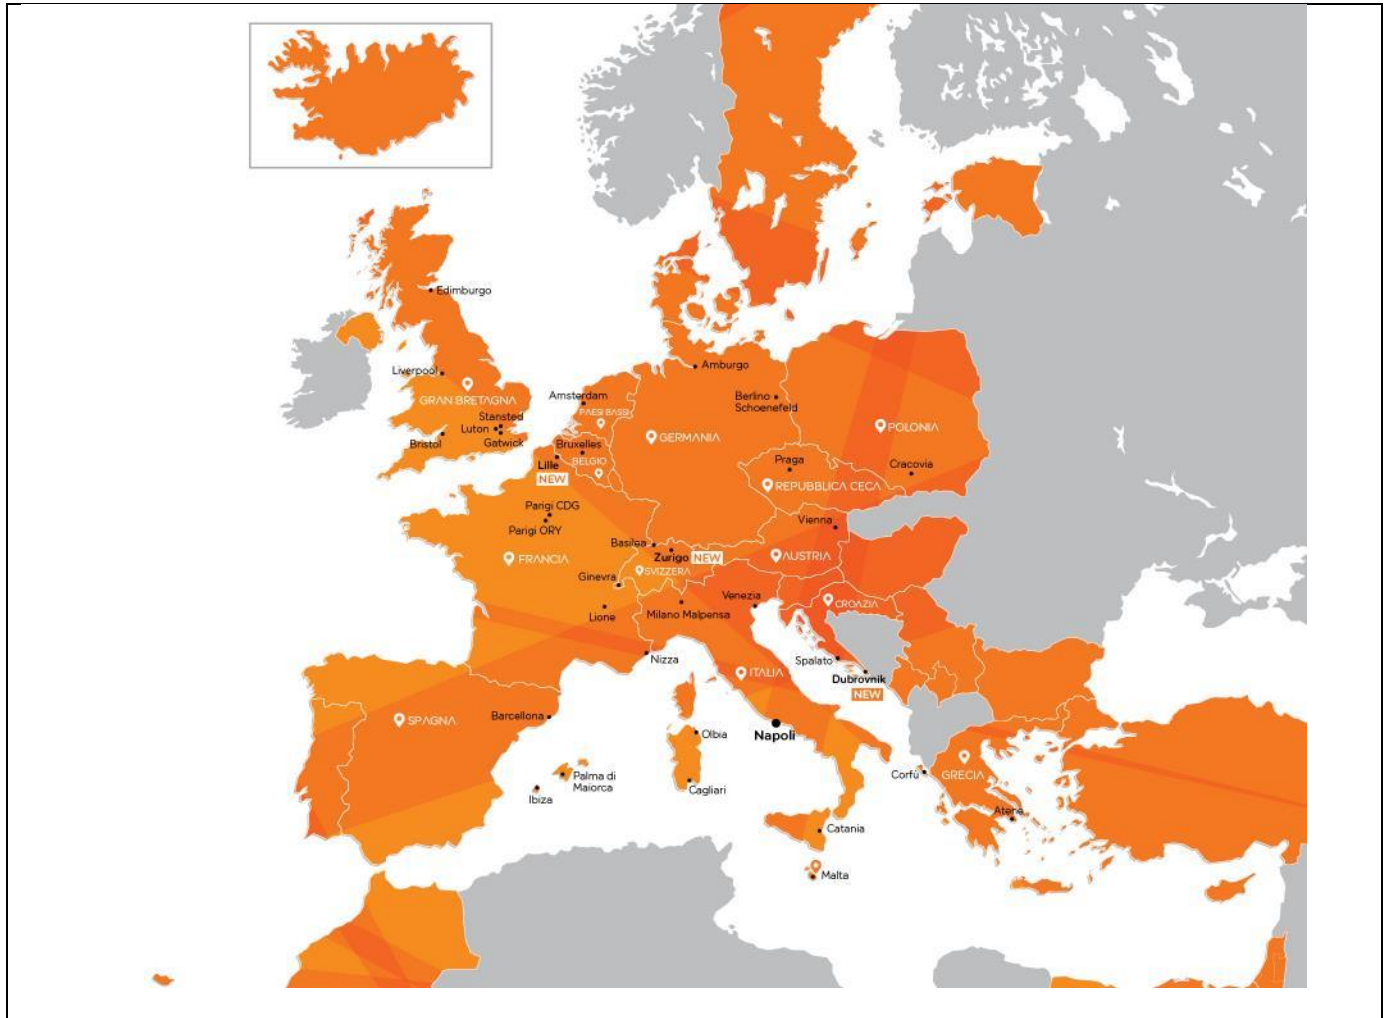 Edimburgo
Liverpool
GRAN BRETAGNA
Stansted
Luton
Gatwick
Bristol
Amsterdam
PAESI BASSI
Amburgo
Berlino
Schoenefeld
GERMANIA
POLONIA
Bruxelles
BELGIO
Lille
NEW
Praga
REPUBBLICA CECA
Cracovia
Parigi CDG
Parigi ORY
FRANCIA
Vienna
AUSTRIA
Basilea
Zurigo NEW
SVIZZERA
Ginevra
Lione
Milano Malpensa
Venezia
CROAZIA
Nizza
ITALIA
Spalato
Dubrovnik
NEW
SPAGNA
Barcellona
Napoli
Olbia
Cagliari
Palma di
Maiorca
Ibiza
Corfù
GRECIA
Atene
Catania
Malta